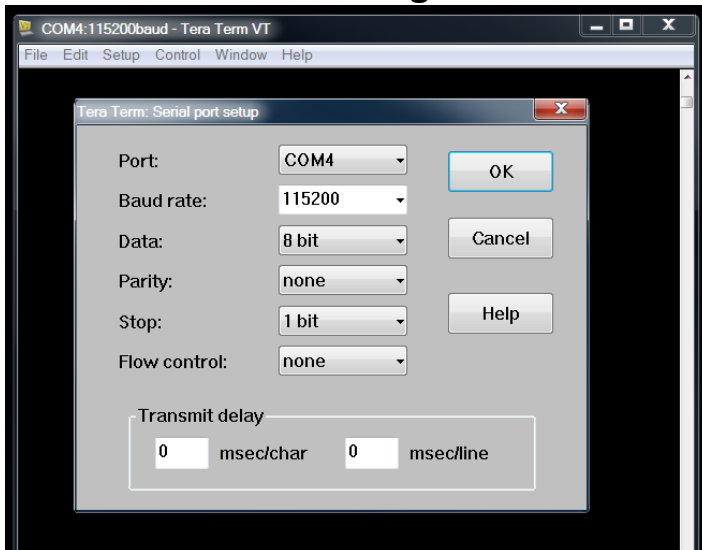 COM4:115200baud - Tera Term VT
File Edit Setup Control Window Help
Tera Term: Serial port setup
Port: COM4
OK
Baud rate: 115200
Data: 8 bit
Cancel
Parity: none
Stop: 1 bit
Help
Flow control: none
Transmit delay
0 msec/char 0 msec/line